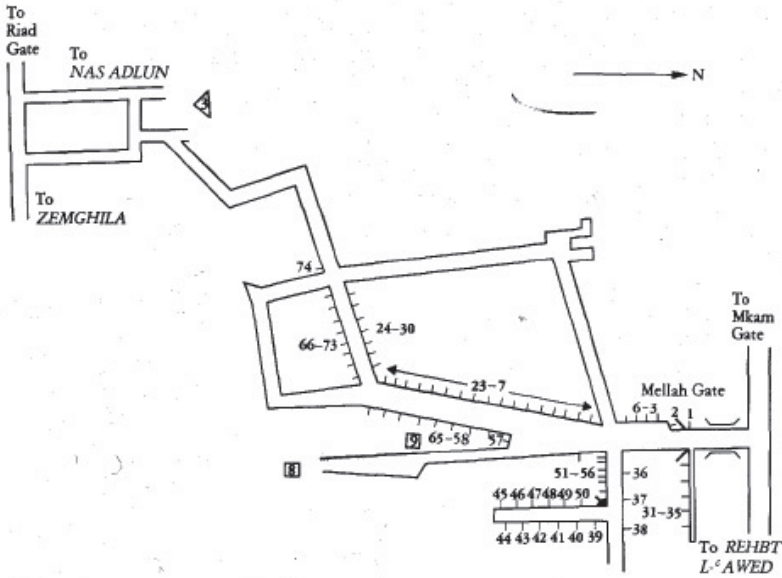 To
Riad
Gate
To
NAS ADLUN
3
N
To
ZEMGHILA
74
To
Mkam
Gate
24–30
66–73
23–7
Mellah Gate
6–3 2 1
9
65–58 57
8
51–56
36
45 46 47 48 49 50
37
31–35
44 43 42 41 40 39
38
To REHBT
L-ᶜAWED